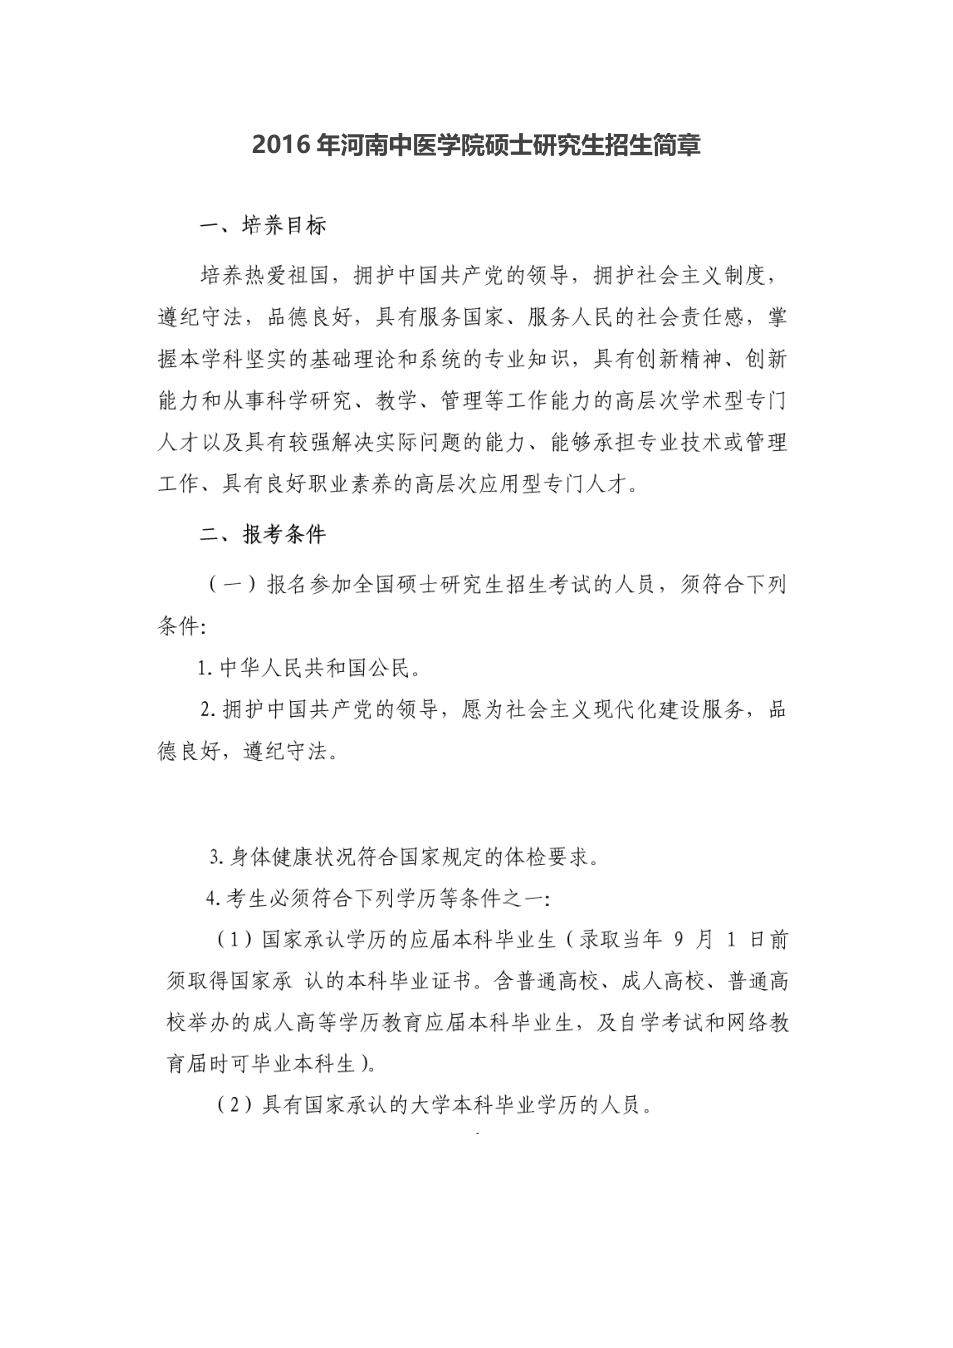 2016 年河南中医学院硕士研究生招生简章
一、培养目标
培养热爱祖国，拥护中国共产党的领导，拥护社会主义制度，
遵纪守法，品德良好，具有服务国家、服务人民的社会责任感，掌
握本学科坚实的基础理论和系统的专业知识，具有创新精神、创新
能力和从事科学研究、教学、管理等工作能力的高层次学术型专门
人才以及具有较强解决实际问题的能力、能够承担专业技术或管理
工作、具有良好职业素养的高层次应用型专门人才。
二、报考条件
（一）报名参加全国硕士研究生招生考试的人员，须符合下列
条件：
1.中华人民共和国公民。
2.拥护中国共产党的领导，愿为社会主义现代化建设服务，品
德良好，遵纪守法。
3.身体健康状况符合国家规定的体检要求。
4.考生必须符合下列学历等条件之一：
（1）国家承认学历的应届本科毕业生（录取当年 9 月 1 日前
须取得国家承 认的本科毕业证书。含普通高校、成人高校、普通高
校举办的成人高等学历教育应届本科毕业生，及自学考试和网络教
育届时可毕业本科生）。
（2）具有国家承认的大学本科毕业学历的人员。